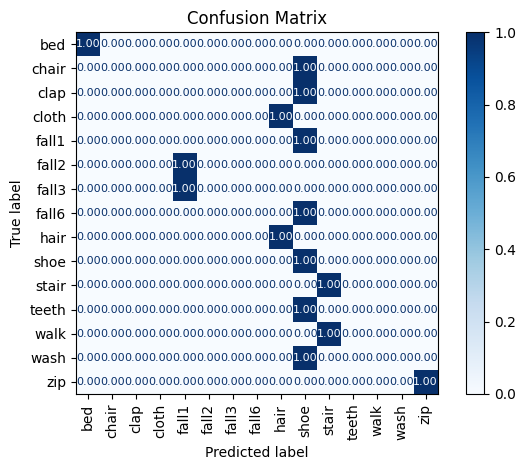 Confusion Matrix
True label
bed 1.00 0.00 0.00 0.00 0.00 0.00 0.00 0.00 0.00 0.00 0.00 0.00 0.00 0.00 0.00
chair 0.00 0.00 0.00 0.00 0.00 0.00 0.00 0.00 0.00 1.00 0.00 0.00 0.00 0.00 0.00
clap 0.00 0.00 0.00 0.00 0.00 0.00 0.00 0.00 0.00 1.00 0.00 0.00 0.00 0.00 0.00
cloth 0.00 0.00 0.00 0.00 0.00 0.00 0.00 0.00 1.00 0.00 0.00 0.00 0.00 0.00 0.00
fall1 0.00 0.00 0.00 0.00 0.00 0.00 0.00 0.00 0.00 1.00 0.00 0.00 0.00 0.00 0.00
fall2 0.00 0.00 0.00 0.00 1.00 0.00 0.00 0.00 0.00 0.00 0.00 0.00 0.00 0.00 0.00
fall3 0.00 0.00 0.00 0.00 1.00 0.00 0.00 0.00 0.00 0.00 0.00 0.00 0.00 0.00 0.00
fall6 0.00 0.00 0.00 0.00 0.00 0.00 0.00 0.00 0.00 1.00 0.00 0.00 0.00 0.00 0.00
hair 0.00 0.00 0.00 0.00 0.00 0.00 0.00 0.00 1.00 0.00 0.00 0.00 0.00 0.00 0.00
shoe 0.00 0.00 0.00 0.00 0.00 0.00 0.00 0.00 0.00 1.00 0.00 0.00 0.00 0.00 0.00
stair 0.00 0.00 0.00 0.00 0.00 0.00 0.00 0.00 0.00 0.00 1.00 0.00 0.00 0.00 0.00
teeth 0.00 0.00 0.00 0.00 0.00 0.00 0.00 0.00 0.00 1.00 0.00 0.00 0.00 0.00 0.00
walk 0.00 0.00 0.00 0.00 0.00 0.00 0.00 0.00 0.00 0.00 1.00 0.00 0.00 0.00 0.00
wash 0.00 0.00 0.00 0.00 0.00 0.00 0.00 0.00 0.00 1.00 0.00 0.00 0.00 0.00 0.00
zip 0.00 0.00 0.00 0.00 0.00 0.00 0.00 0.00 0.00 0.00 0.00 0.00 0.00 0.00 1.00
bed chair clap cloth fall1 fall2 fall3 fall6 hair shoe stair teeth walk wash zip
Predicted label
1.0
0.8
0.6
0.4
0.2
0.0